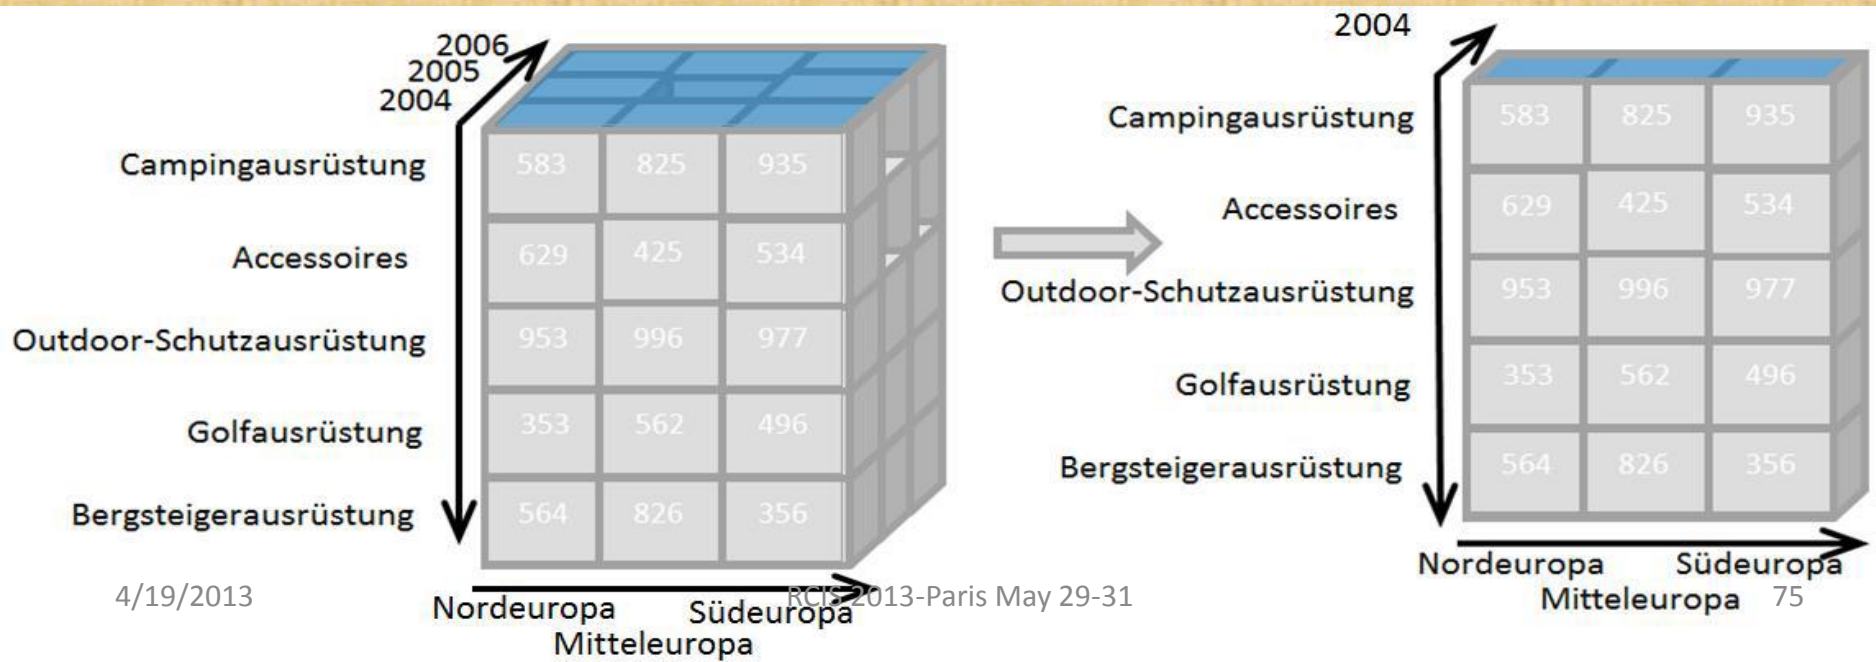 2006
2005
2004
Campingausrüstung 583 825 935
Accessoires 629 425 534
Outdoor-Schutzausrüstung 953 996 977
Golfausrüstung 353 562 496
Bergsteigerausrüstung 564 826 356
Nordeuropa Südeuropa
Mitteleuropa
2004
Campingausrüstung 583 825 935
Accessoires 629 425 534
Outdoor-Schutzausrüstung 953 996 977
Golfausrüstung 353 562 496
Bergsteigerausrüstung 564 826 356
Nordeuropa Südeuropa
Mitteleuropa
4/19/2013 RCIS 2013-Paris May 29-31 75